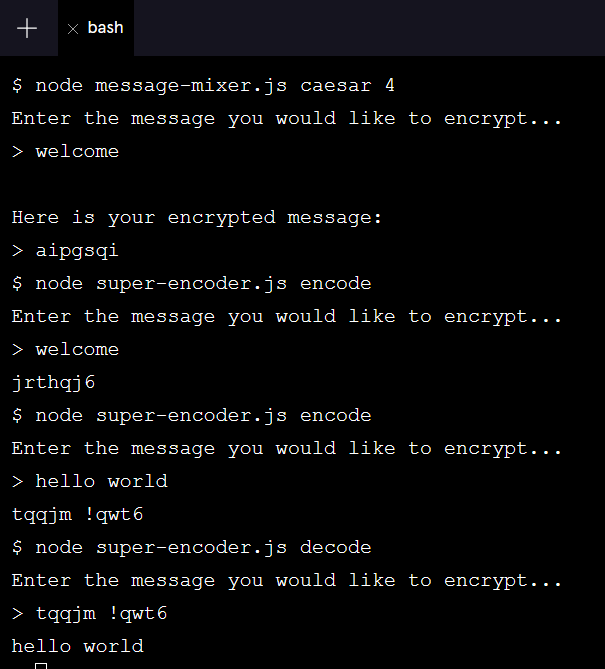 bash
$ node message-mixer.js caesar 4
Enter the message you would like to encrypt...
> welcome
Here is your encrypted message:
> aipgsqi
$ node super-encoder.js encode
Enter the message you would like to encrypt...
> welcome
jrthqj6
$ node super-encoder.js encode
Enter the message you would like to encrypt...
> hello world
tqqjm !qwt6
$ node super-encoder.js decode
Enter the message you would like to encrypt...
> tqqjm !qwt6
hello world